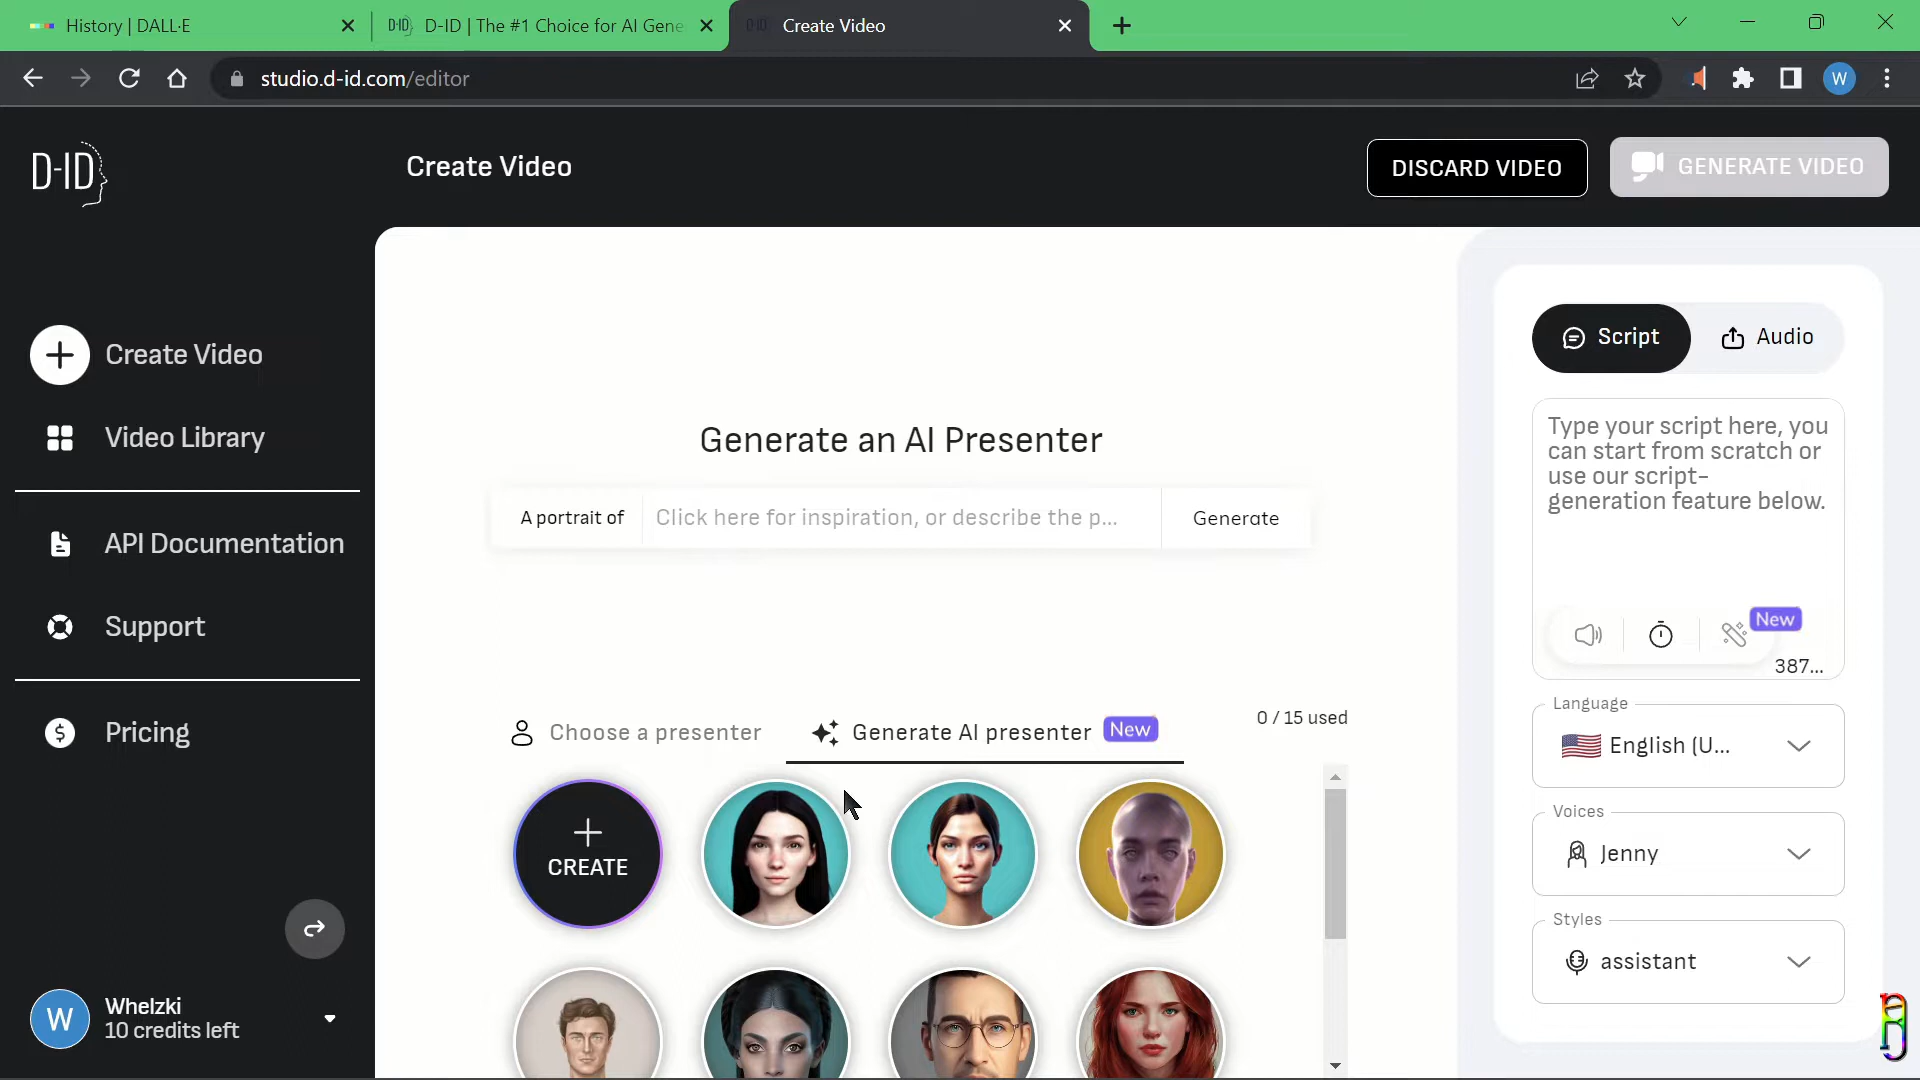 History | DALL·E
D-ID
D-ID | The #1 Choice for AI Gene
D-ID
Create Video
studio.d-id.com/editor
W
D-ID
Create Video
DISCARD VIDEO
GENERATE VIDEO
Create Video
Video Library
API Documentation
Support
Pricing
W
Whelzki
10 credits left
Generate an AI Presenter
A portrait of
Click here for inspiration, or describe the p...
Generate
Choose a presenter
Generate AI presenter
New
0 / 15 used
CREATE
Script
Audio
Type your script here, you
can start from scratch or
use our script-
generation feature below.
New
387...
Language
English (U...
Voices
Jenny
Styles
assistant